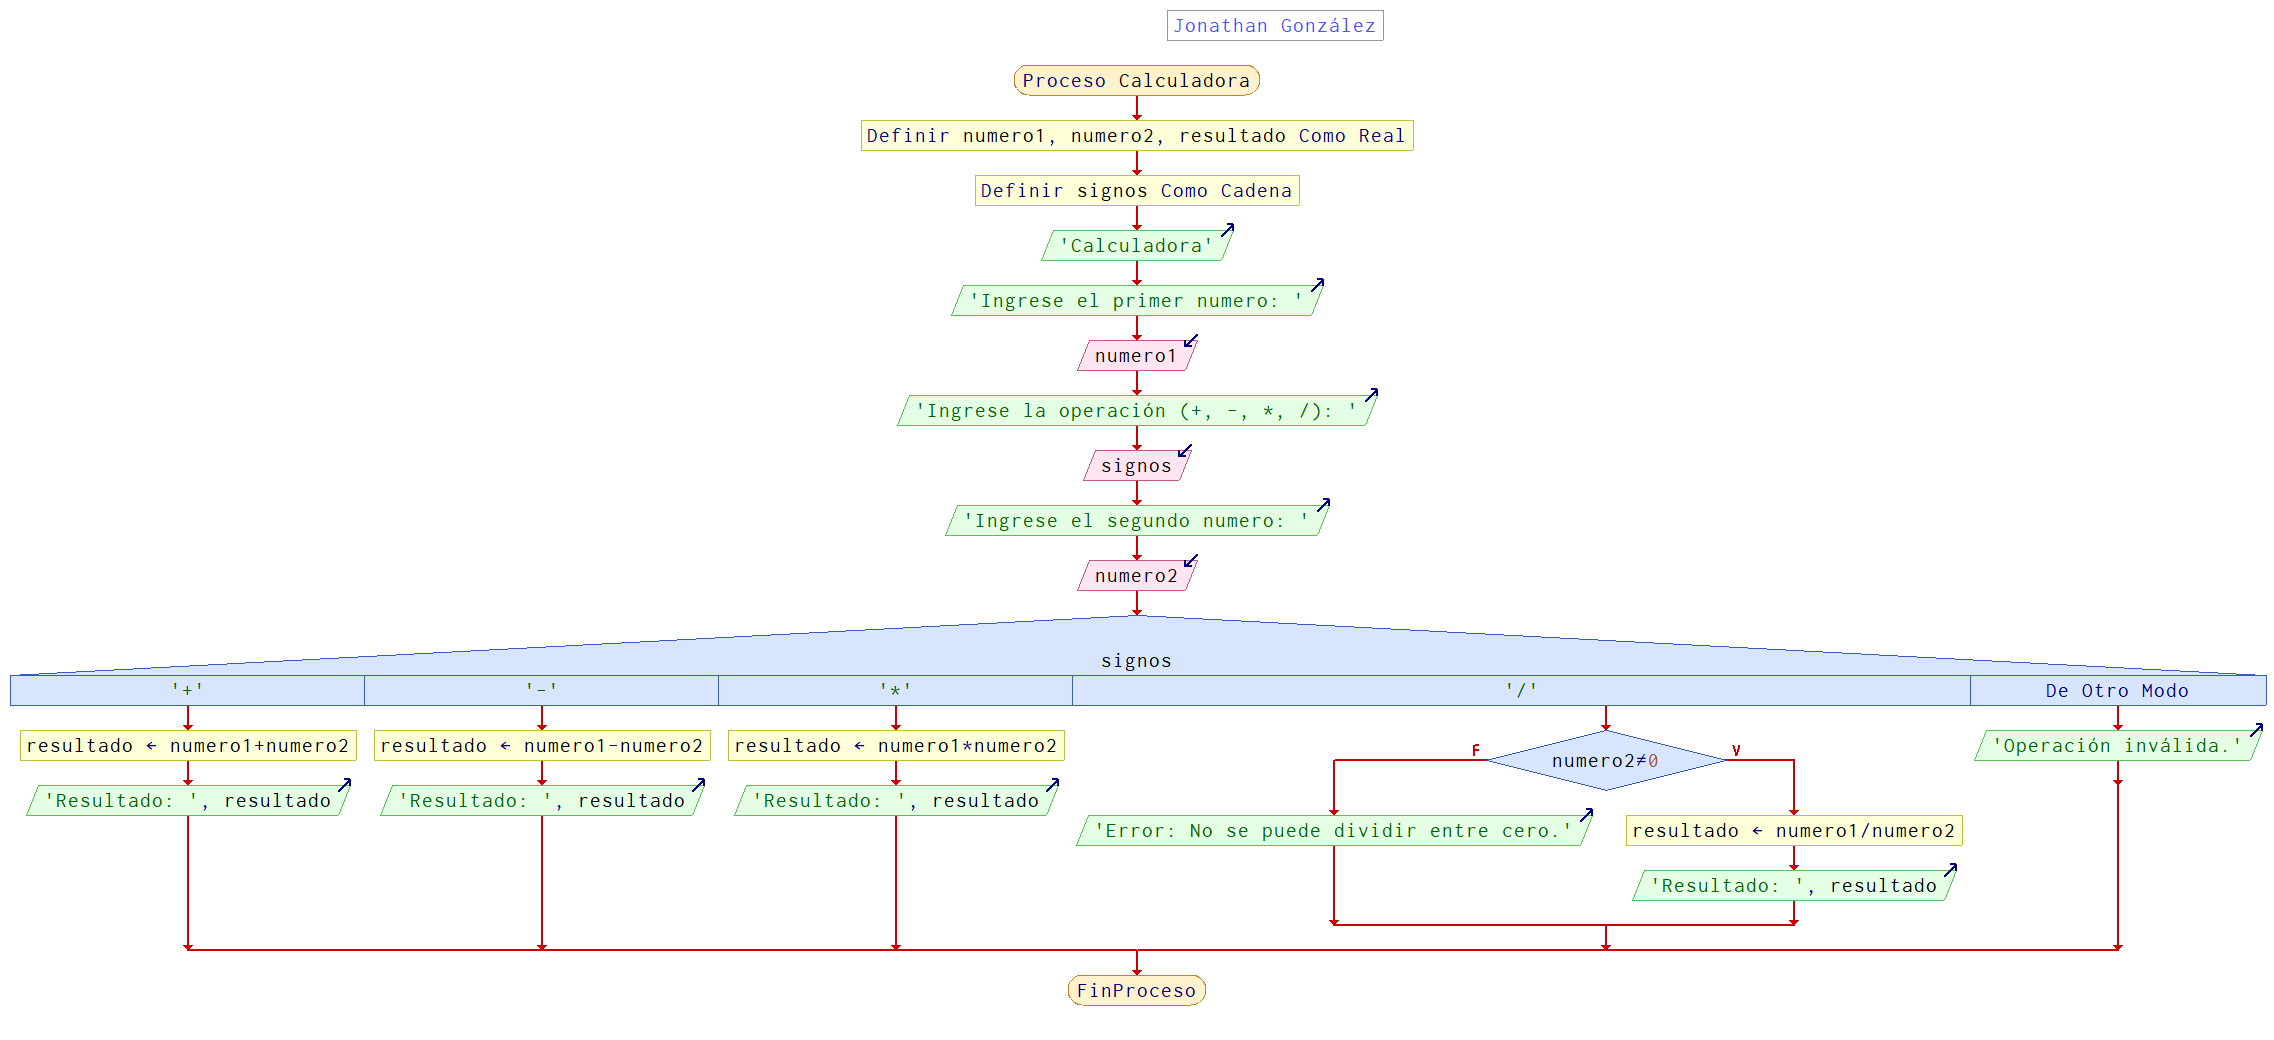 Jonathan González
Proceso Calculadora
Definir numero1, numero2, resultado Como Real
Definir signos Como Cadena
'Calculadora'
'Ingrese el primer numero: '
numero1
'Ingrese la operación (+, -, *, /): '
signos
'Ingrese el segundo numero: '
numero2
signos
'+' '-' '*' '/' De Otro Modo
resultado ← numero1+numero2 resultado ← numero1-numero2 resultado ← numero1*numero2 F numero2≠0 V 'Operación inválida.'
'Resultado: ', resultado 'Resultado: ', resultado 'Resultado: ', resultado
'Error: No se puede dividir entre cero.' resultado ← numero1/numero2
'Resultado: ', resultado
FinProceso